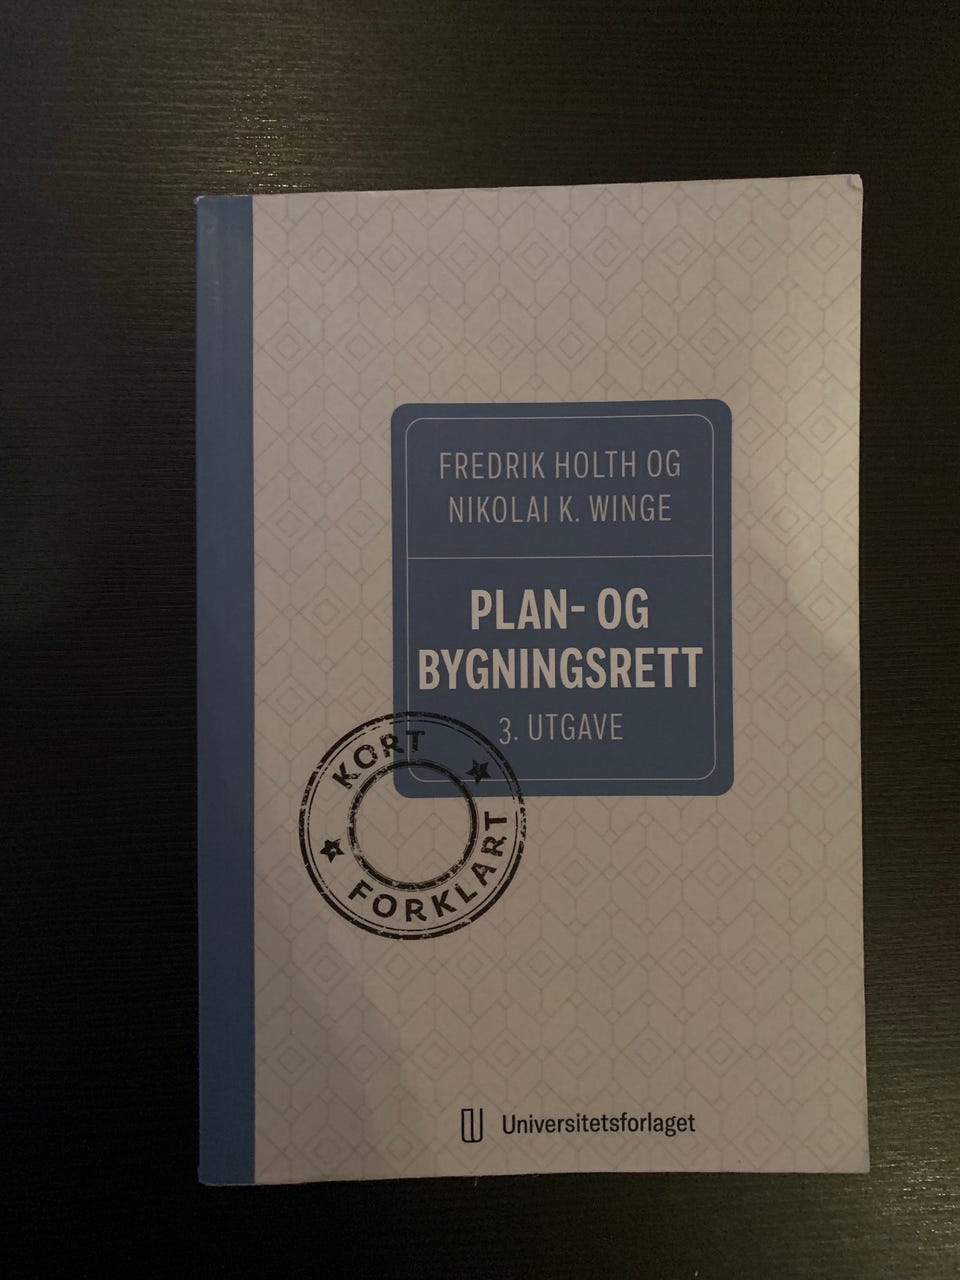 FREDRIK HOLTH OG
NIKOLAI K. WINGE
PLAN- OG
BYGNINGSRETT
3. UTGAVE
KORT
FORKLART
Universitetsforlaget